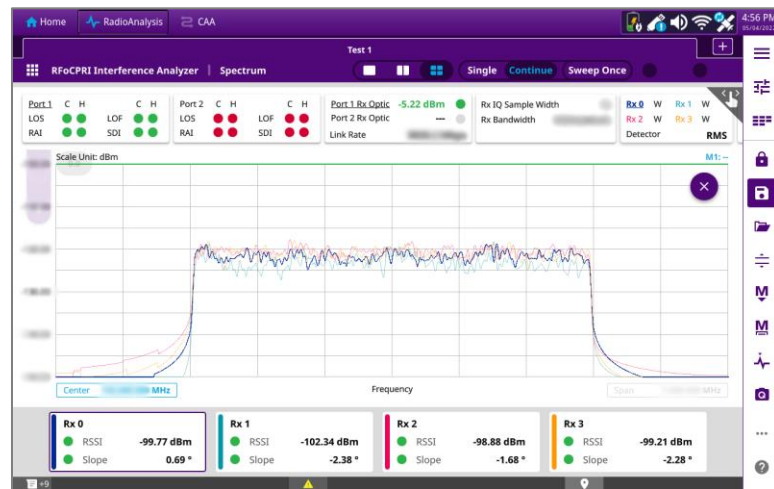 Home RadioAnalysis CAA 4:56 PM
Test 1
RFoCPRI Interference Analyzer | Spectrum Single Continue Sweep Once
Port 1 C H C H Port 2 C H C H Port 1 Rx Optic -5.22 dBm Rx IQ Sample Width Rx 0 W Rx 1 W
LOS LOF LOS LOF Port 2 Rx Optic --- Rx Bandwidth Rx 2 W Rx 3 W
RAI SDI RAI SDI Link Rate Detector RMS
Scale Unit: dBm M1: --
Center MHz Frequency Span MHz
Rx 0 Rx 1 Rx 2 Rx 3
RSSI -99.77 dBm RSSI -102.34 dBm RSSI -98.88 dBm RSSI -99.21 dBm
Slope 0.69 ° Slope -2.38 ° Slope -1.68 ° Slope -2.28 °
+9